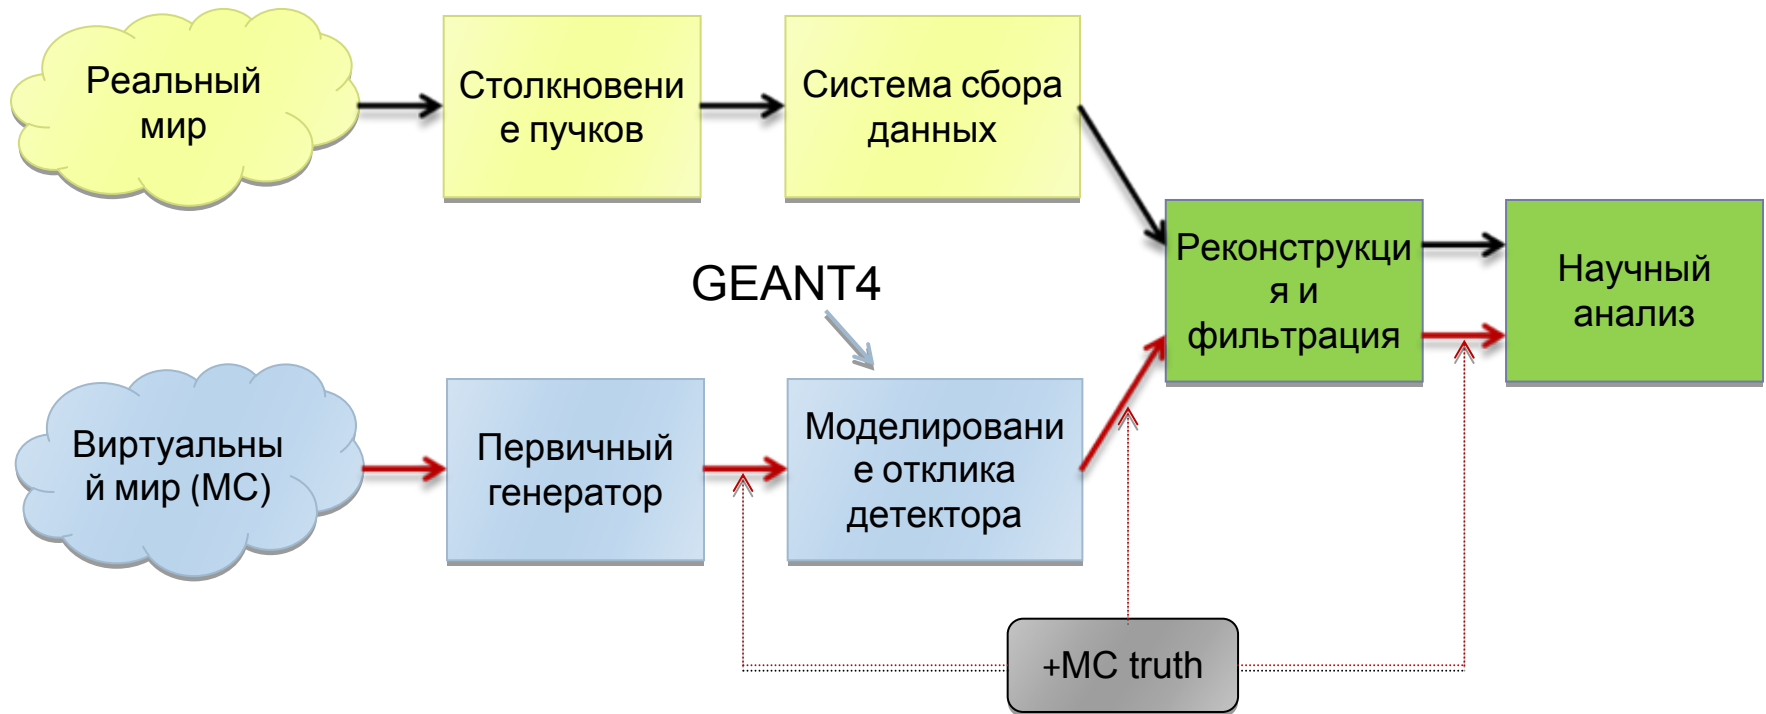 Реальный
мир
Столкновени
е пучков
Система сбора
данных
Реконструкци
я и
фильтрация
Научный
анализ
GEANT4
Виртуальны
й мир (МС)
Первичный
генератор
Моделировани
е отклика
детектора
+MC truth